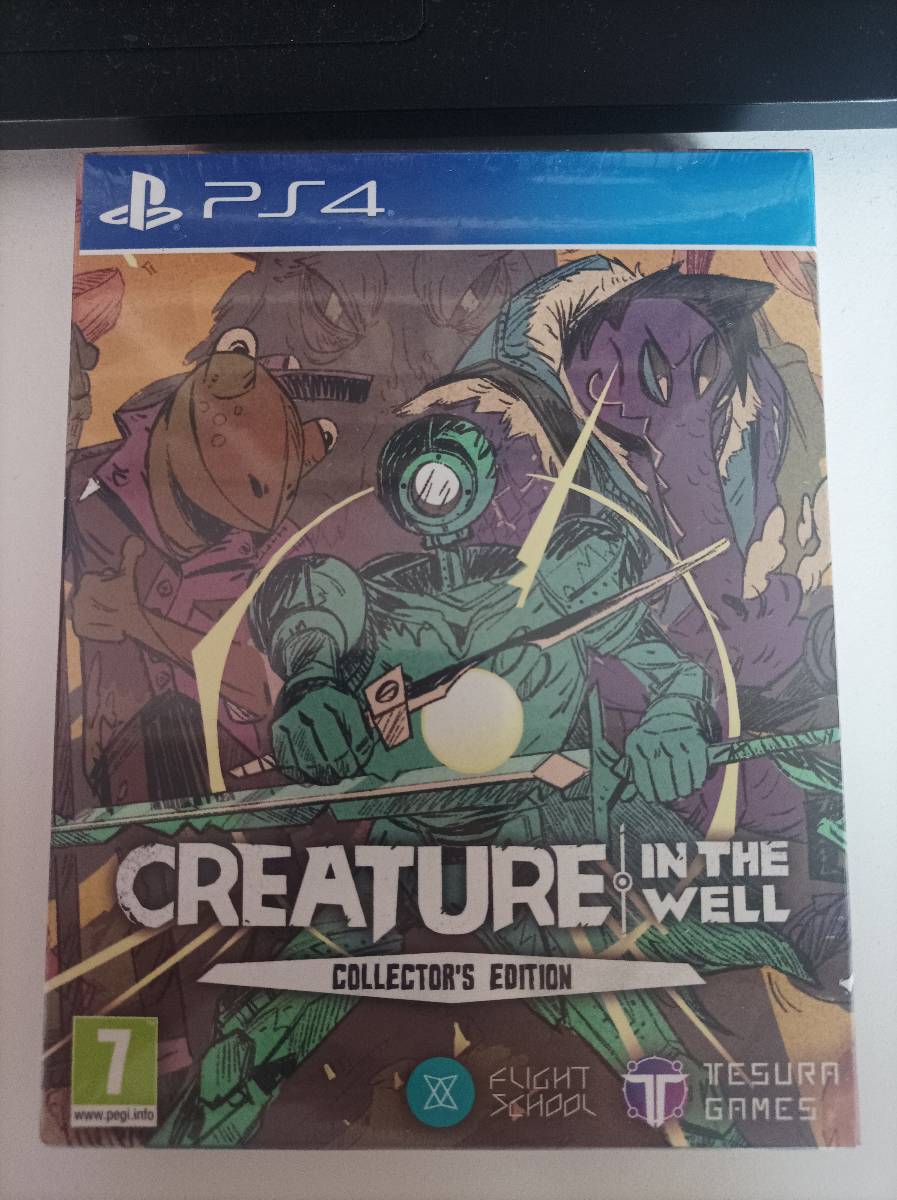 PS4
CREATURE
IN THE
WELL
COLLECTOR'S EDITION
7
www.pegi.info
FLIGHT
SCHOOL
TESURA
GAMES